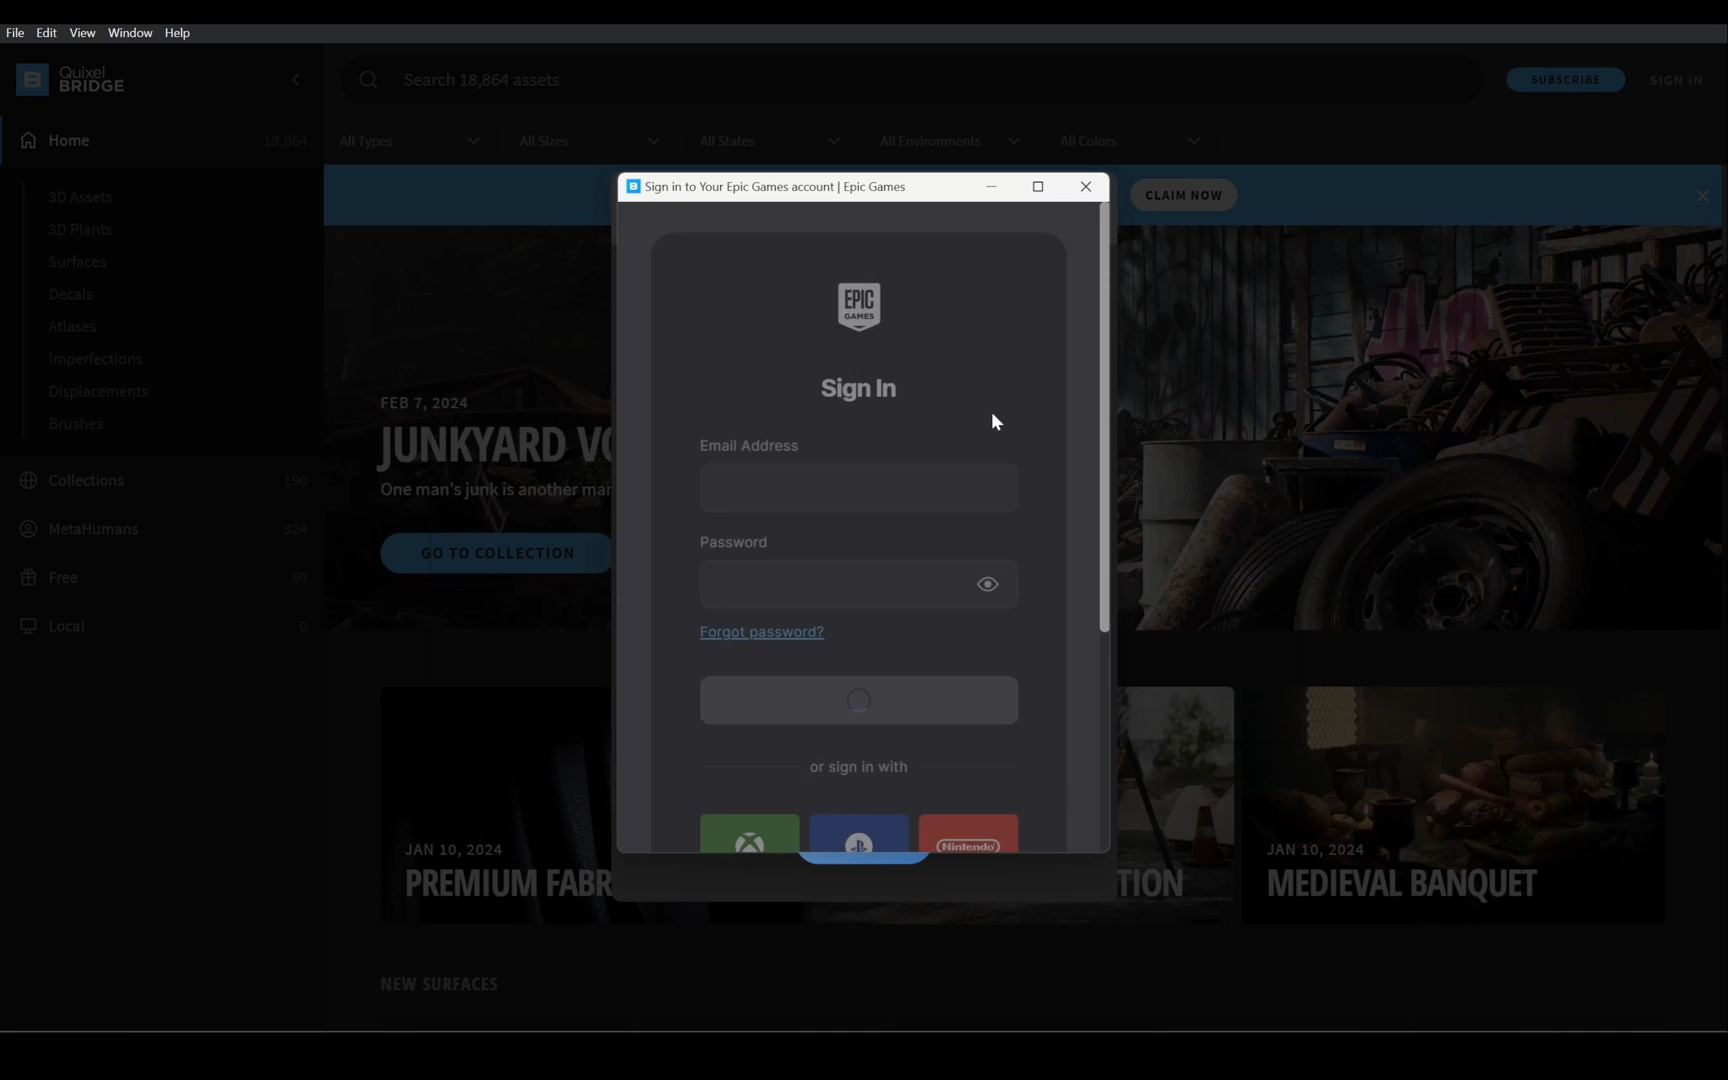 File Edit View Window Help
Quixel
BRIDGE
Search 18,864 assets
SUBSCRIBE
SIGN IN
Home 18,864
All Types
All Sizes
All States
All Environments
All Colors
3D Assets
3D Plants
Surfaces
Decals
Atlases
Imperfections
Displacements
Brushes
Collections 190
MetaHumans 324
Free 50
Local 0
CLAIM NOW
Sign in to Your Epic Games account | Epic Games
EPIC
GAMES
Sign In
Email Address
Password
Forgot password?
or sign in with
Nintendo
FEB 7, 2024
JUNKYARD
One man's junk is another
GO TO COLLECTION
JAN 10, 2024
PREMIUM
JAN 10, 2024
MEDIEVAL BANQUET
NEW SURFACES